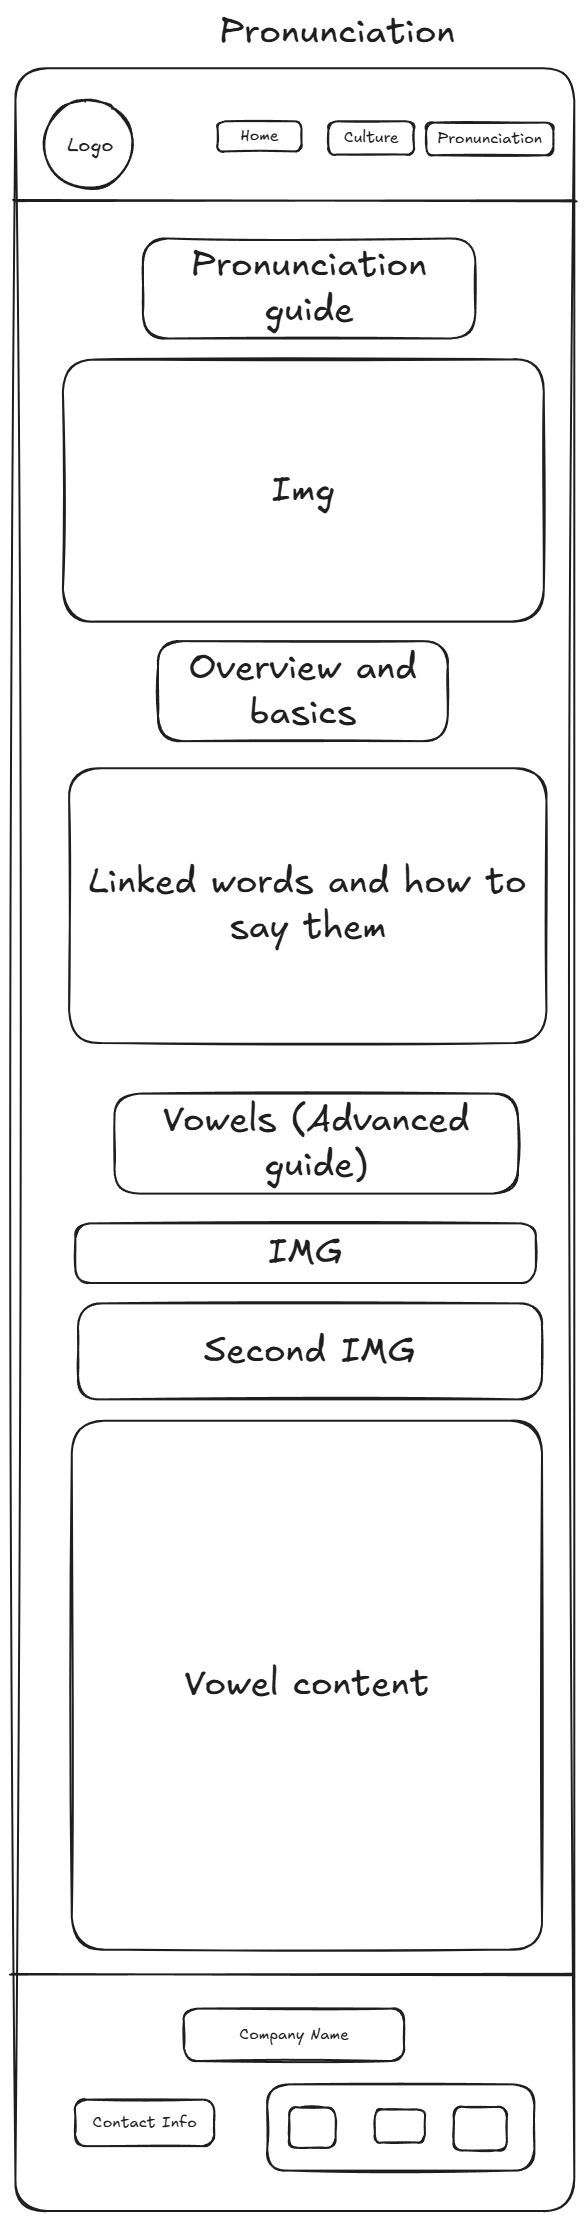 Pronunciation
Logo
Home
Culture
Pronunciation
Pronunciation
guide
Img
Overview and
basics
Linked words and how to
say them
Vowels (Advanced
guide)
IMG
Second IMG
Vowel content
Company Name
Contact Info